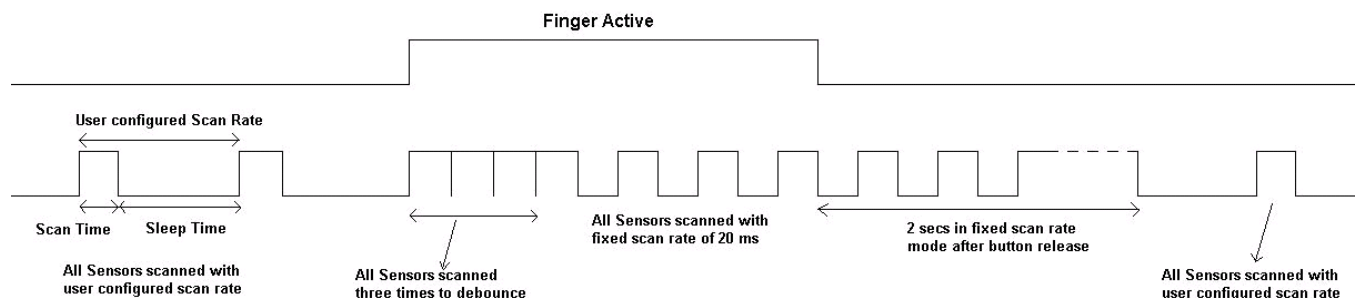 Finger Active
User configured Scan Rate
Scan Time
Sleep Time
All Sensors scanned with
user configured scan rate
All Sensors scanned
three times to debounce
All Sensors scanned with
fixed scan rate of 20 ms
2 secs in fixed scan rate
mode after button release
All Sensors scanned with
user configured scan rate